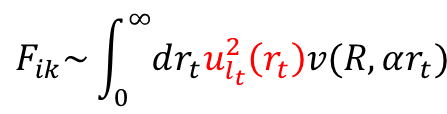 F_{ik} ~ ∫_0^∞ dr_t u_{l_t}^2(r_t) v(R, αr_t)